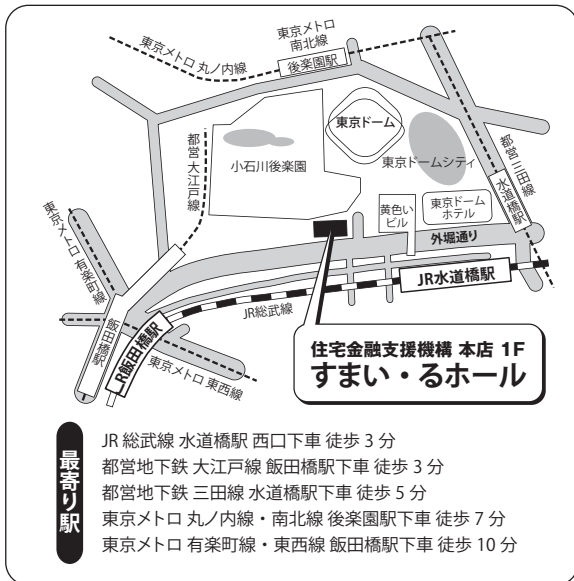 東京メトロ 丸ノ内線
東京メトロ
南北線
後楽園駅
東京ドーム
東京ドームシティ
小石川後楽園
都営 大江戸線
都営 三田線
水道橋駅
東京ドーム
ホテル
黄色い
ビル
外堀通り
東京メトロ 有楽町線
飯田橋駅
JR飯田橋駅
JR総武線
JR水道橋駅
東京メトロ 東西線
住宅金融支援機構 本店 1F
すまい・るホール
最寄り駅
JR 総武線 水道橋駅 西口下車 徒歩 3 分
都営地下鉄 大江戸線 飯田橋駅下車 徒歩 3 分
都営地下鉄 三田線 水道橋駅下車 徒歩 5 分
東京メトロ 丸ノ内線・南北線 後楽園駅下車 徒歩 7 分
東京メトロ 有楽町線・東西線 飯田橋駅下車 徒歩 10 分